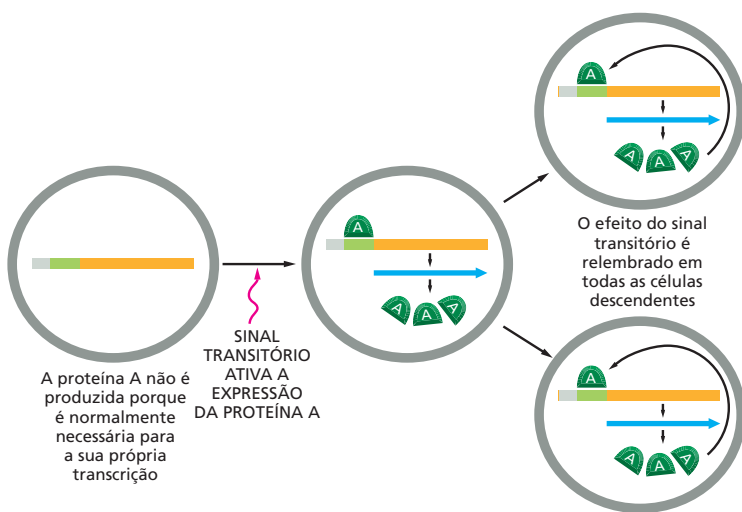 A proteína A não é
produzida porque
é normalmente
necessária para
a sua própria
transcrição
SINAL
TRANSITÓRIO
ATIVA A
EXPRESSÃO
DA PROTEÍNA A
A
A
A
A
A
A
A
A
O efeito do sinal
transitório é
relembrado em
todas as células
descendentes
A
A
A
A